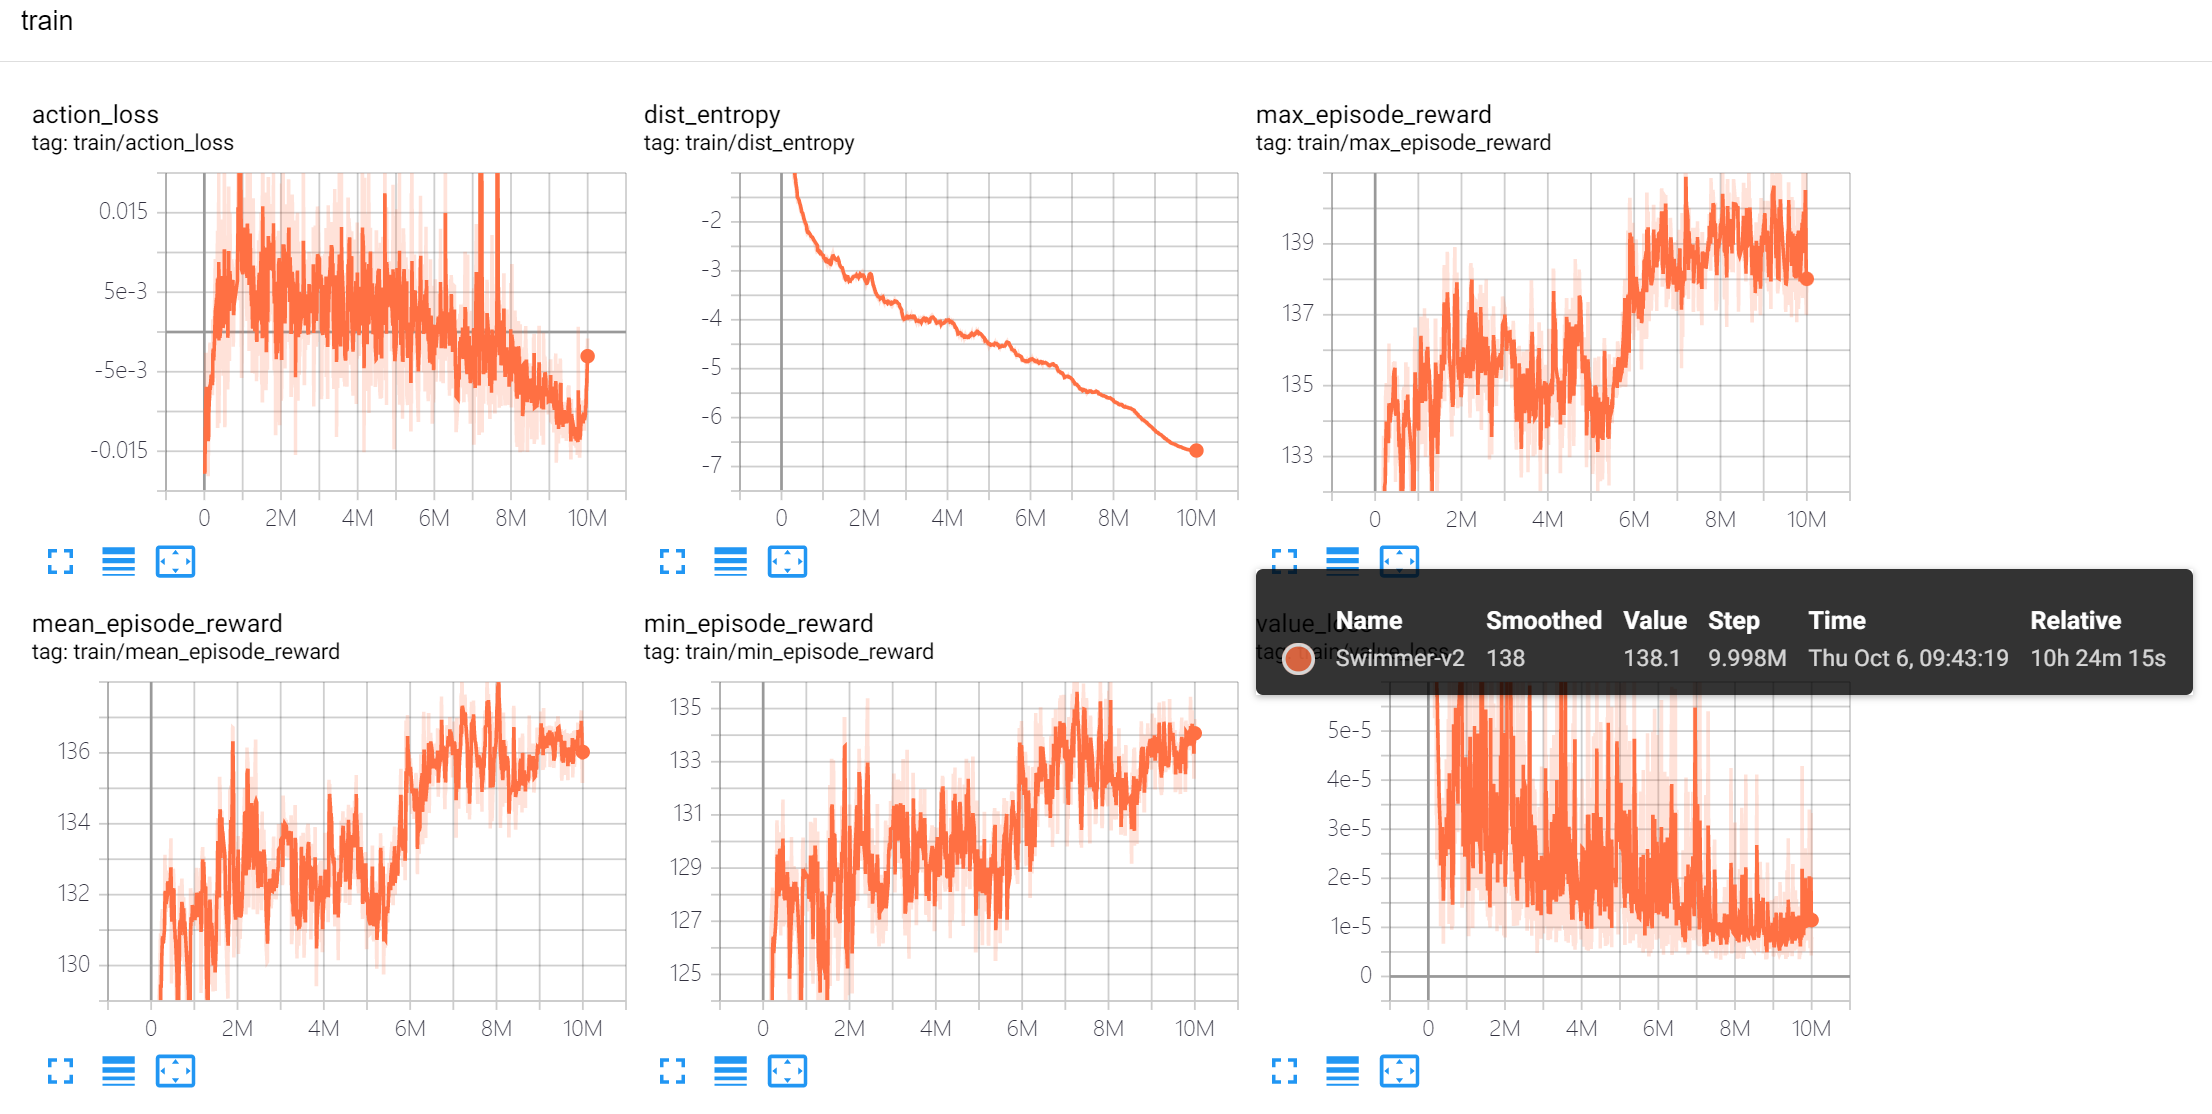 train
action_loss
tag: train/action_loss
0.015
5e-3
-5e-3
-0.015
0 2M 4M 6M 8M 10M
dist_entropy
tag: train/dist_entropy
-2
-3
-4
-5
-6
-7
0 2M 4M 6M 8M 10M
max_episode_reward
tag: train/max_episode_reward
139
137
135
133
0 2M 4M 6M 8M 10M
mean_episode_reward
tag: train/mean_episode_reward
136
134
132
130
0 2M 4M 6M 8M 10M
min_episode_reward
tag: train/min_episode_reward
135
133
131
129
127
125
0 2M 4M 6M 8M 10M
value_loss
tag: train/value_loss
Name Smoothed Value Step Time Relative
Swimmer-v2 138 138.1 9.998M Thu Oct 6, 09:43:19 10h 24m 15s
5e-5
4e-5
3e-5
2e-5
1e-5
0
0 2M 4M 6M 8M 10M